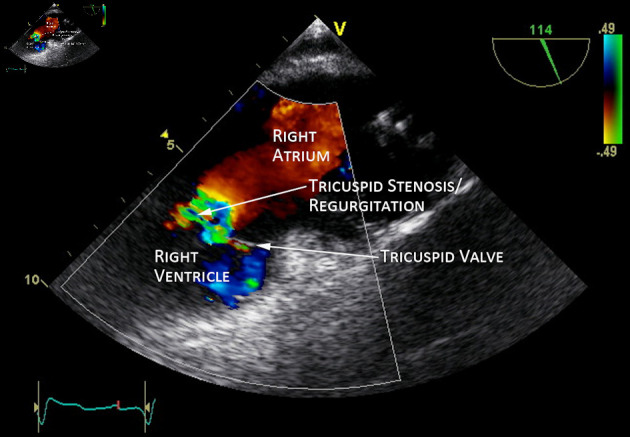 V
114
.49
-.49
5
RIGHT
ATRIUM
TRICUSPID STENOSIS/
REGURGITATION
RIGHT
VENTRICLE
TRICUSPID VALVE
10